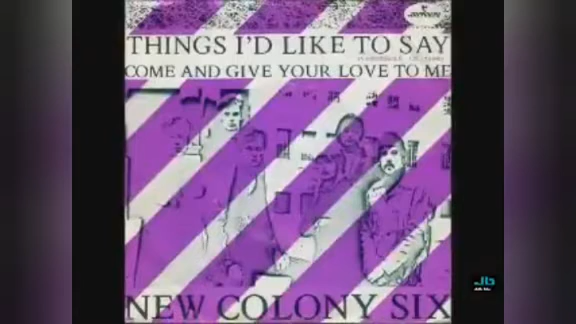 THINGS I'D LIKE TO SAY
COME AND GIVE YOUR LOVE TO ME
NEW COLONY SIX